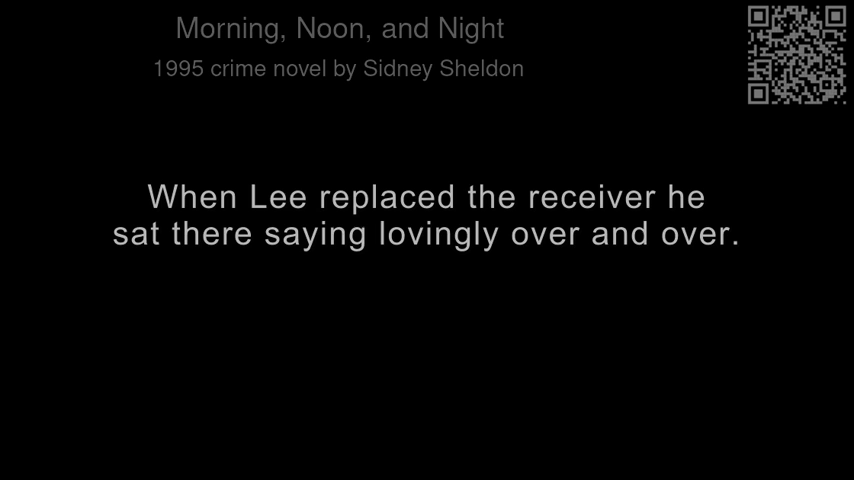 Morning, Noon, and Night
1995 crime novel by Sidney Sheldon
When Lee replaced the receiver he
sat there saying lovingly over and over.